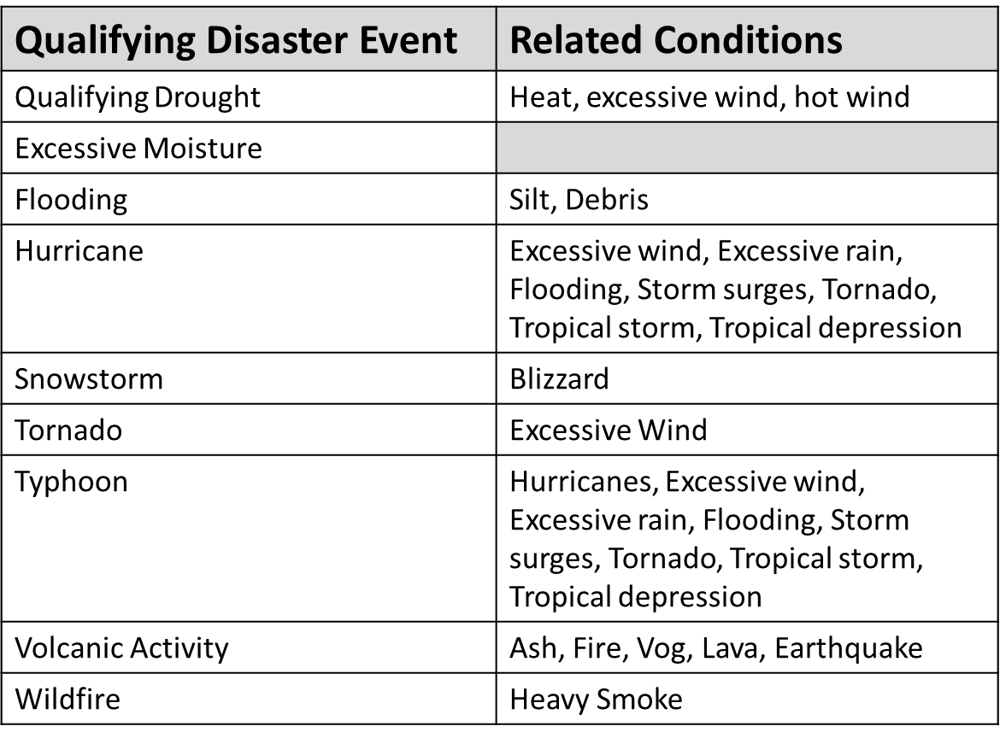 Qualifying Disaster Event
Related Conditions
Qualifying Drought
Heat, excessive wind, hot wind
Excessive Moisture
Flooding
Silt, Debris
Hurricane
Excessive wind, Excessive rain,
Flooding, Storm surges, Tornado,
Tropical storm, Tropical depression
Snowstorm
Blizzard
Tornado
Excessive Wind
Typhoon
Hurricanes, Excessive wind,
Excessive rain, Flooding, Storm
surges, Tornado, Tropical storm,
Tropical depression
Volcanic Activity
Ash, Fire, Vog, Lava, Earthquake
Wildfire
Heavy Smoke